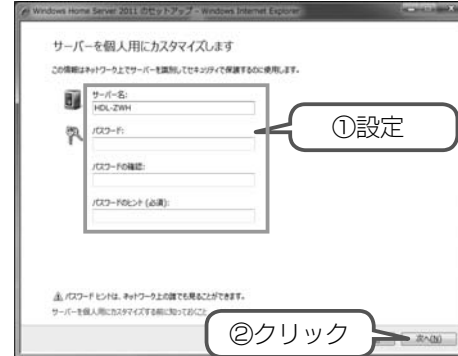 Windows Home Server 2011 のセットアップ - Windows Internet Explorer
サーバーを個人用にカスタマイズします
この情報はネットワーク上でサーバーを識別してセキュリティで保護するのに使用します。
サーバー名:
HDL-ZWH
パスワード:
①設定
パスワードの確認:
パスワードのヒント (必須):
パスワード ヒントは、ネットワーク上の誰でも見ることができます。
サーバーを個人用にカスタマイズする前に知っておくこと
②クリック
次へ(N)